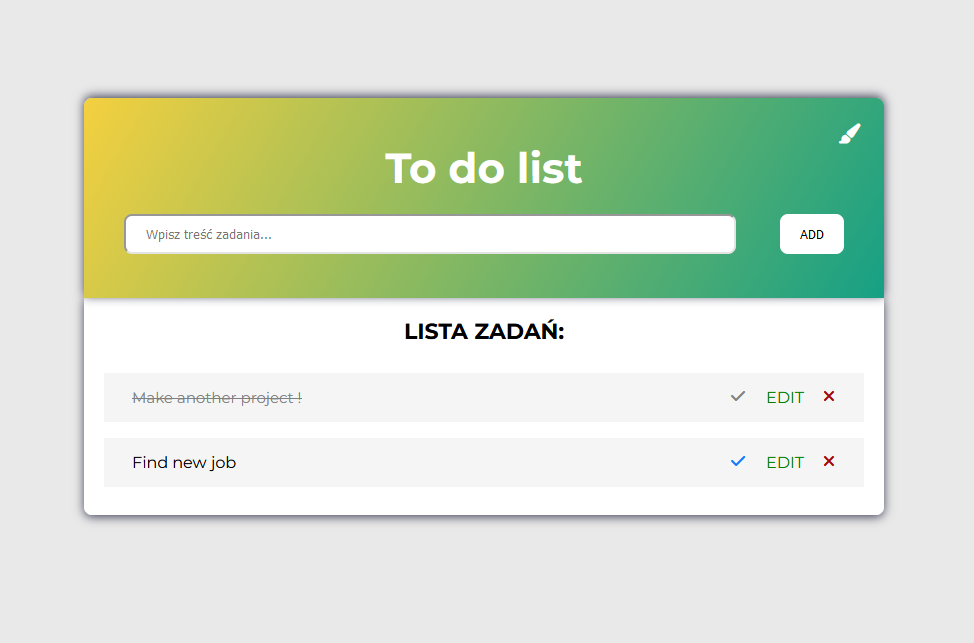 To do list
Wpisz treść zadania...
ADD
LISTA ZADAŃ:
Make another project !
EDIT
Find new job
EDIT